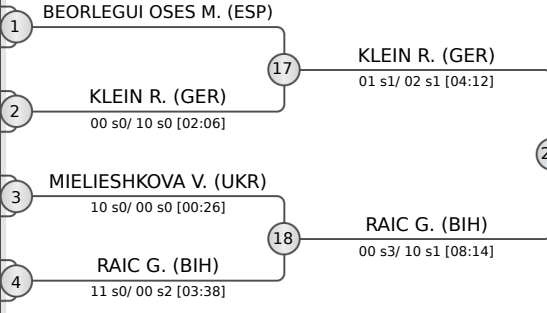 BEORLEGUI OSES M. (ESP)
1
17
KLEIN R. (GER)
01 s1/ 02 s1 [04:12]
KLEIN R. (GER)
2
00 s0/ 10 s0 [02:06]
2
MIELIESHKOVA V. (UKR)
3
10 s0/ 00 s0 [00:26]
18
RAIC G. (BIH)
00 s3/ 10 s1 [08:14]
RAIC G. (BIH)
4
11 s0/ 00 s2 [03:38]